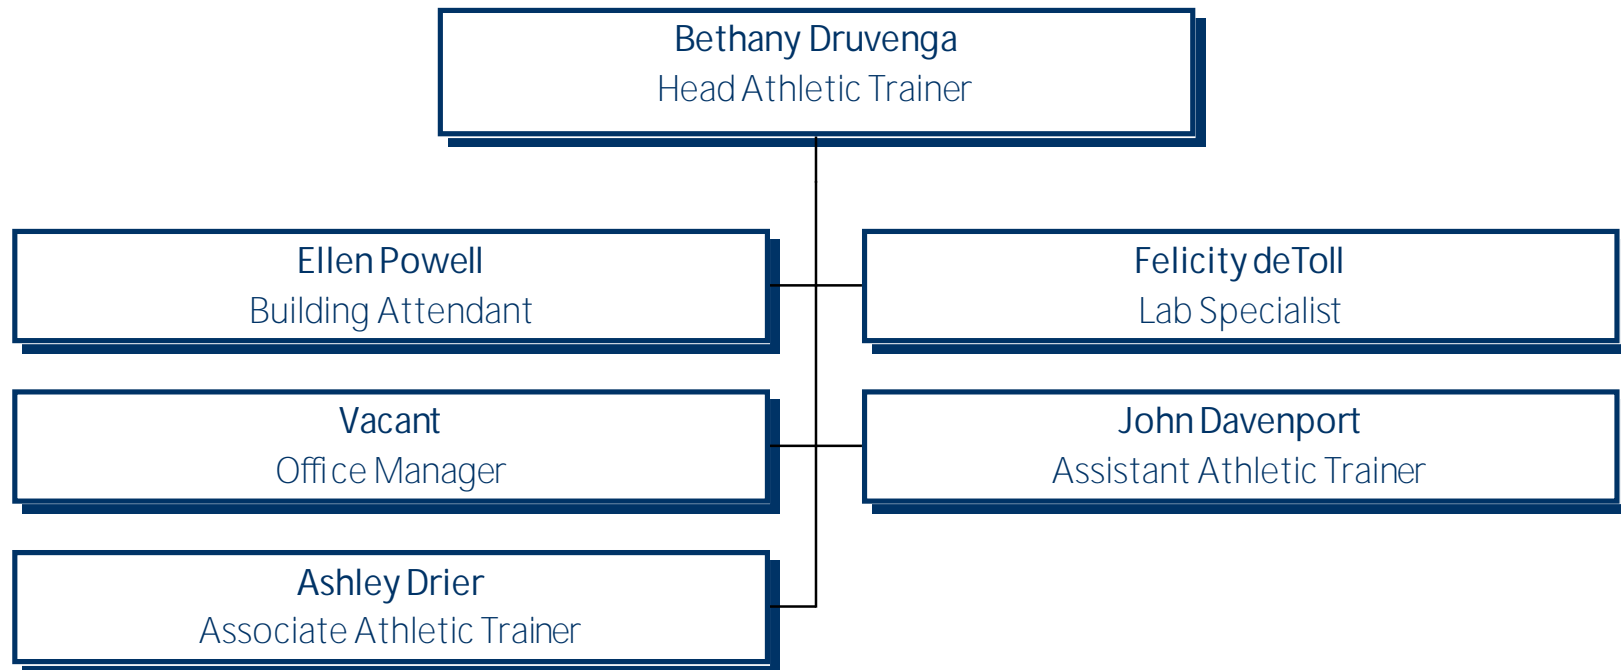 Bethany Druvenga
Head Athletic Trainer
Ellen Powell
Building Attendant
Felicity deToll
Lab Specialist
Vacant
Office Manager
John Davenport
Assistant Athletic Trainer
Ashley Drier
Associate Athletic Trainer